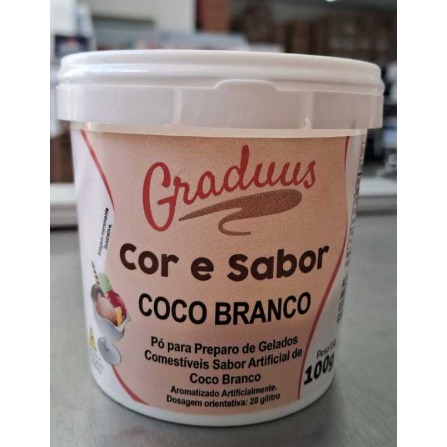 Graduus
Cor e Sabor
COCO BRANCO
Pó para Preparo de Gelados
Comestíveis Sabor Artificial de
Coco Branco
Aromatizado Artificialmente.
Dosagem orientativa: 20 g/litro
Peso
100g